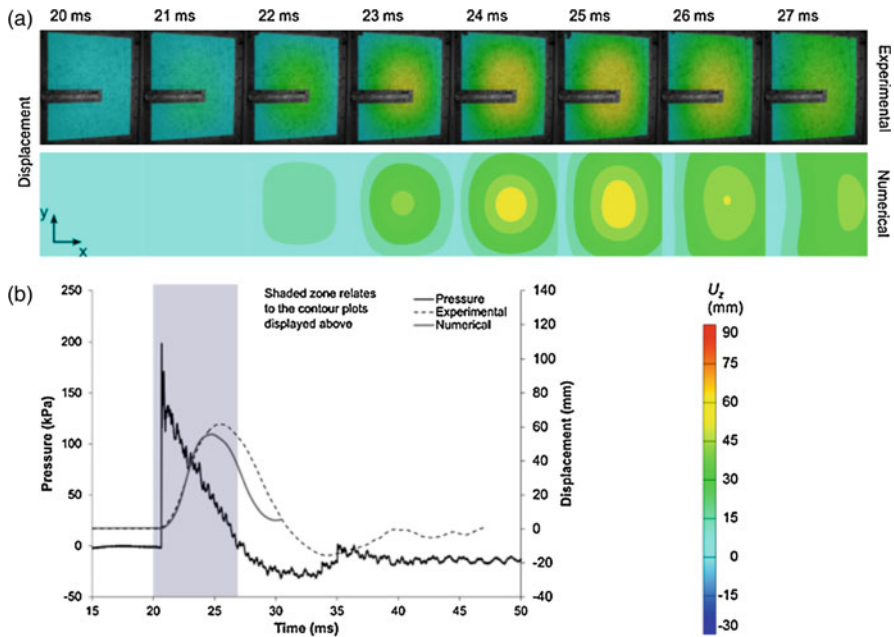 (a) 20 ms 21 ms 22 ms 23 ms 24 ms 25 ms 26 ms 27 ms
Displacement
Experimental
Numerical
y
x
(b)
250
200
150
100
50
0
-50
Pressure (kPa)
Shaded zone relates
to the contour plots
displayed above
Pressure
Experimental
Numerical
140
120
100
80
60
40
20
0
-20
-40
Displacement (mm)
15 20 25 30 35 40 45 50
Time (ms)
Uz
(mm)
90
75
60
45
30
15
0
-15
-30